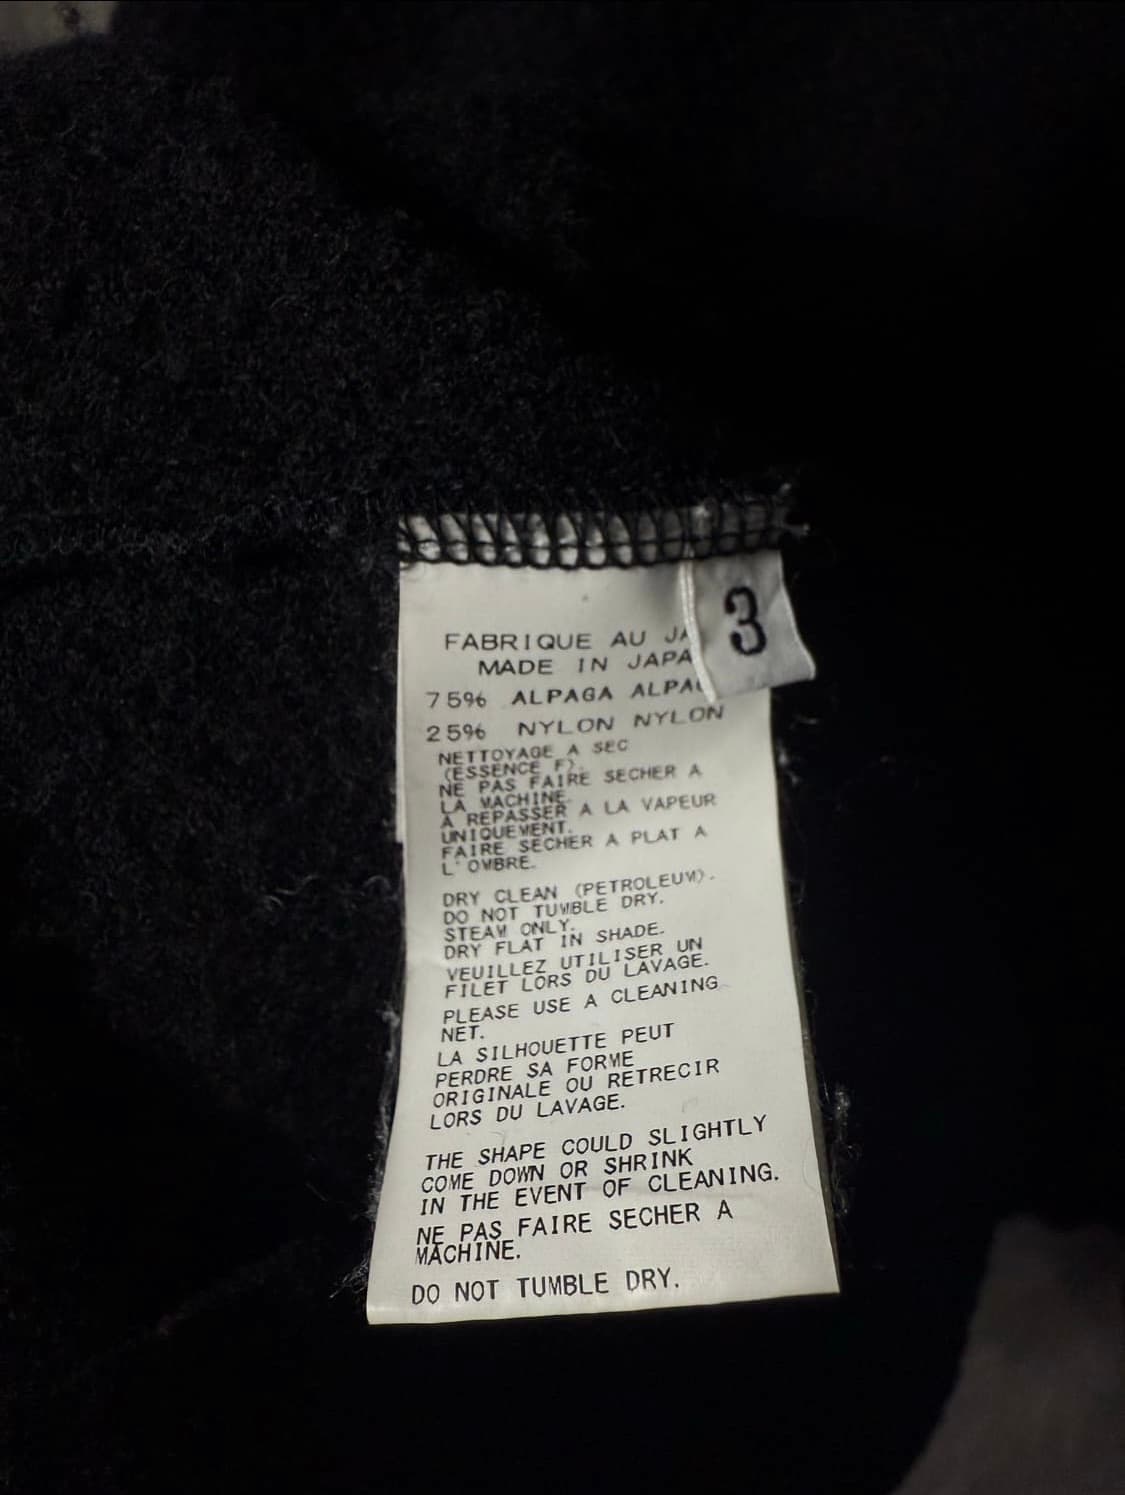 3
FABRIQUE AU
MADE IN JAPA
75% ALPAGA ALPA
25% NYLON NYLON
NETTOYAGE A SEC
(ESSENCE F).
NE PAS FAIRE SECHER A
LA MACHINE.
A REPASSER A LA VAPEUR
UNIQUEMENT.
FAIRE SECHER A PLAT A
L'OMBRE.
DRY CLEAN (PETROLEUM).
DO NOT TUMBLE DRY.
STEAM ONLY.
DRY FLAT IN SHADE.
VEUILLEZ UTILISER UN
FILET LORS DU LAVAGE.
PLEASE USE A CLEANING
NET.
LA SILHOUETTE PEUT
PERDRE SA FORME
ORIGINALE OU RETRECIR
LORS DU LAVAGE.
THE SHAPE COULD SLIGHTLY
COME DOWN OR SHRINK
IN THE EVENT OF CLEANING.
NE PAS FAIRE SECHER A
MACHINE.
DO NOT TUMBLE DRY.